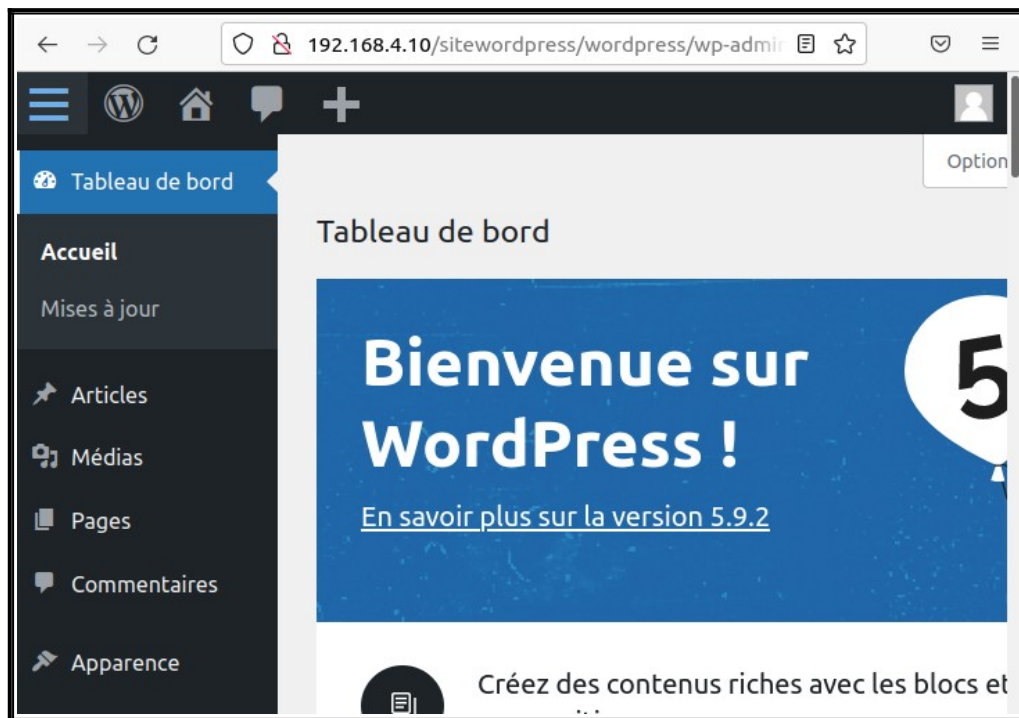 192.168.4.10/sitewordpress/wordpress/wp-admin
Option
Tableau de bord
Accueil
Mises à jour
Articles
Médias
Pages
Commentaires
Apparence
Tableau de bord
Bienvenue sur
WordPress !
En savoir plus sur la version 5.9.2
5
Créez des contenus riches avec les blocs et